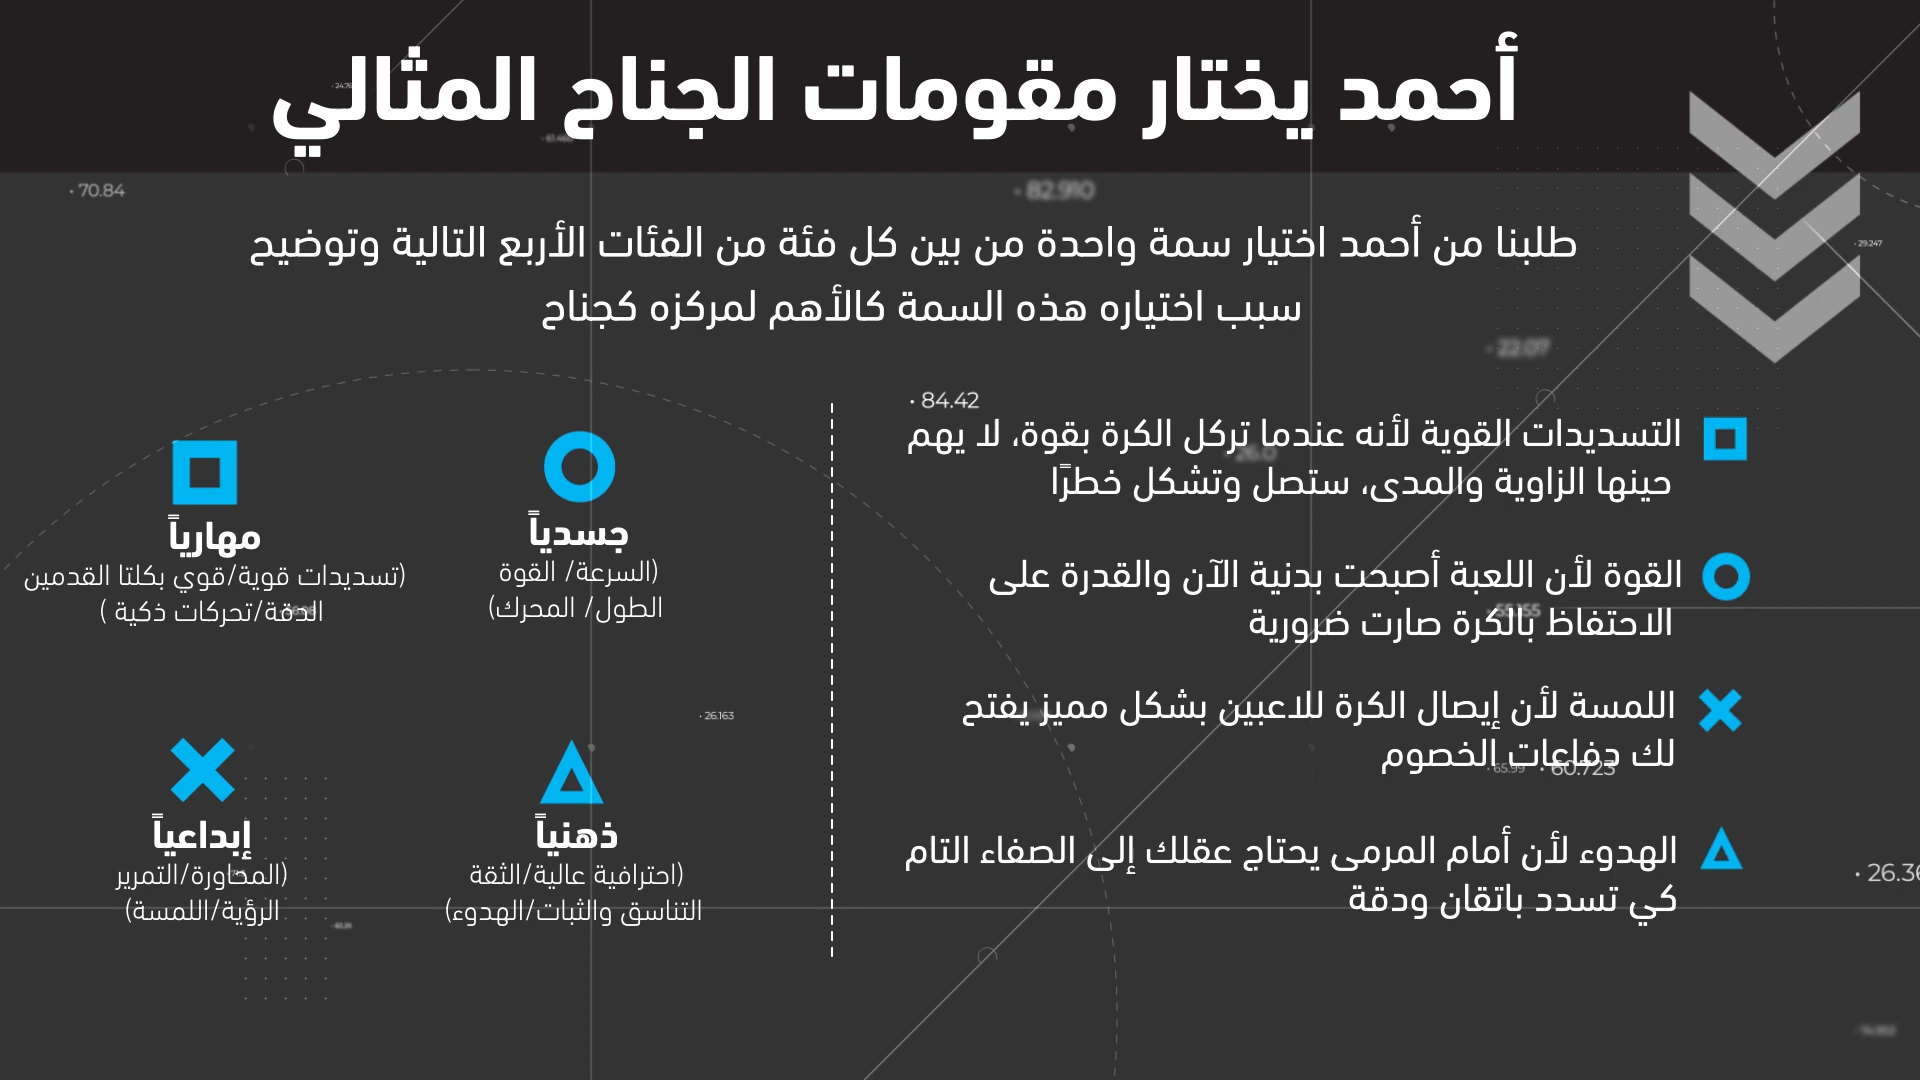 أحمد يختار مقومات الجناح المثالي
طلبنا من أحمد اختيار سمة واحدة من بين كل فئة من الفئات الأربع التالية وتوضيح
سبب اختياره هذه السمة كالأهم لمركزه كجناح
التسديدات القوية لأنه عندما تركل الكرة بقوة، لا يهم
حينها الزاوية والمدى، ستصل وتشكل خطرًا
القوة لأن اللعبة أصبحت بدنية الآن والقدرة على
الاحتفاظ بالكرة صارت ضرورية
اللمسة لأن إيصال الكرة للاعبين بشكل مميز يفتح
لك دفاعات الخصوم
الهدوء لأن أمام المرمى يحتاج عقلك إلى الصفاء التام
كي تسدد باتقان ودقة
جسدياً
(السرعة/ القوة
الطول/ المحرك)
مهارياً
(تسديدات قوية/قوي بكلتا القدمين
الدقة/تحركات ذكية )
ذهنياً
(احترافية عالية/الثقة
التناسق والثبات/الهدوء)
إبداعياً
(المحاورة/التمرير
الرؤية/اللمسة)
70.84
82.910
29.247
22.07
84.42
26.0
26.163
65.99
60.723